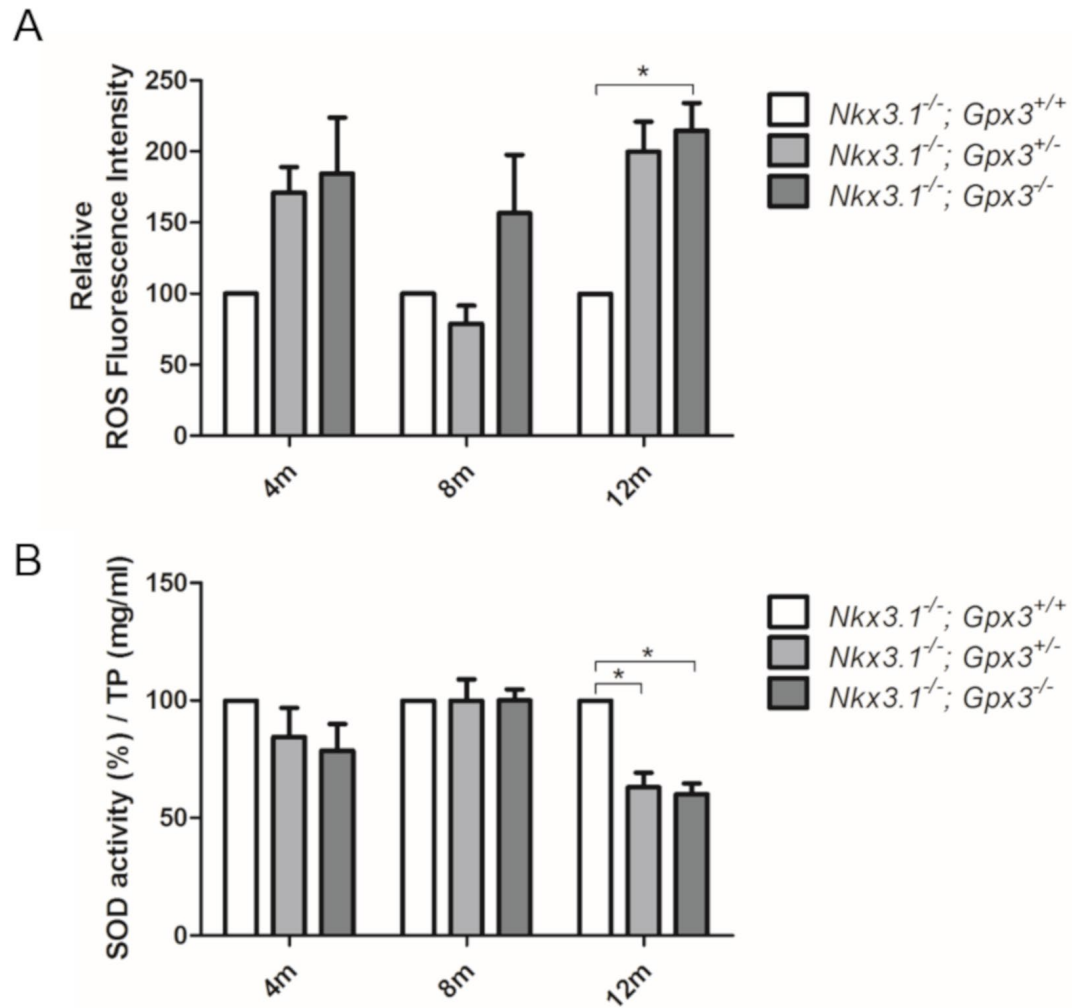 A
Relative
ROS Fluorescence Intensity
250
200
150
100
50
0
*
4m
8m
12m
Nkx3.1-/-; Gpx3+/+
Nkx3.1-/-; Gpx3+/-
Nkx3.1-/-; Gpx3-/-
B
SOD activity (%) / TP (mg/ml)
150
100
50
0
*
*
4m
8m
12m
Nkx3.1-/-; Gpx3+/+
Nkx3.1-/-; Gpx3+/-
Nkx3.1-/-; Gpx3-/-